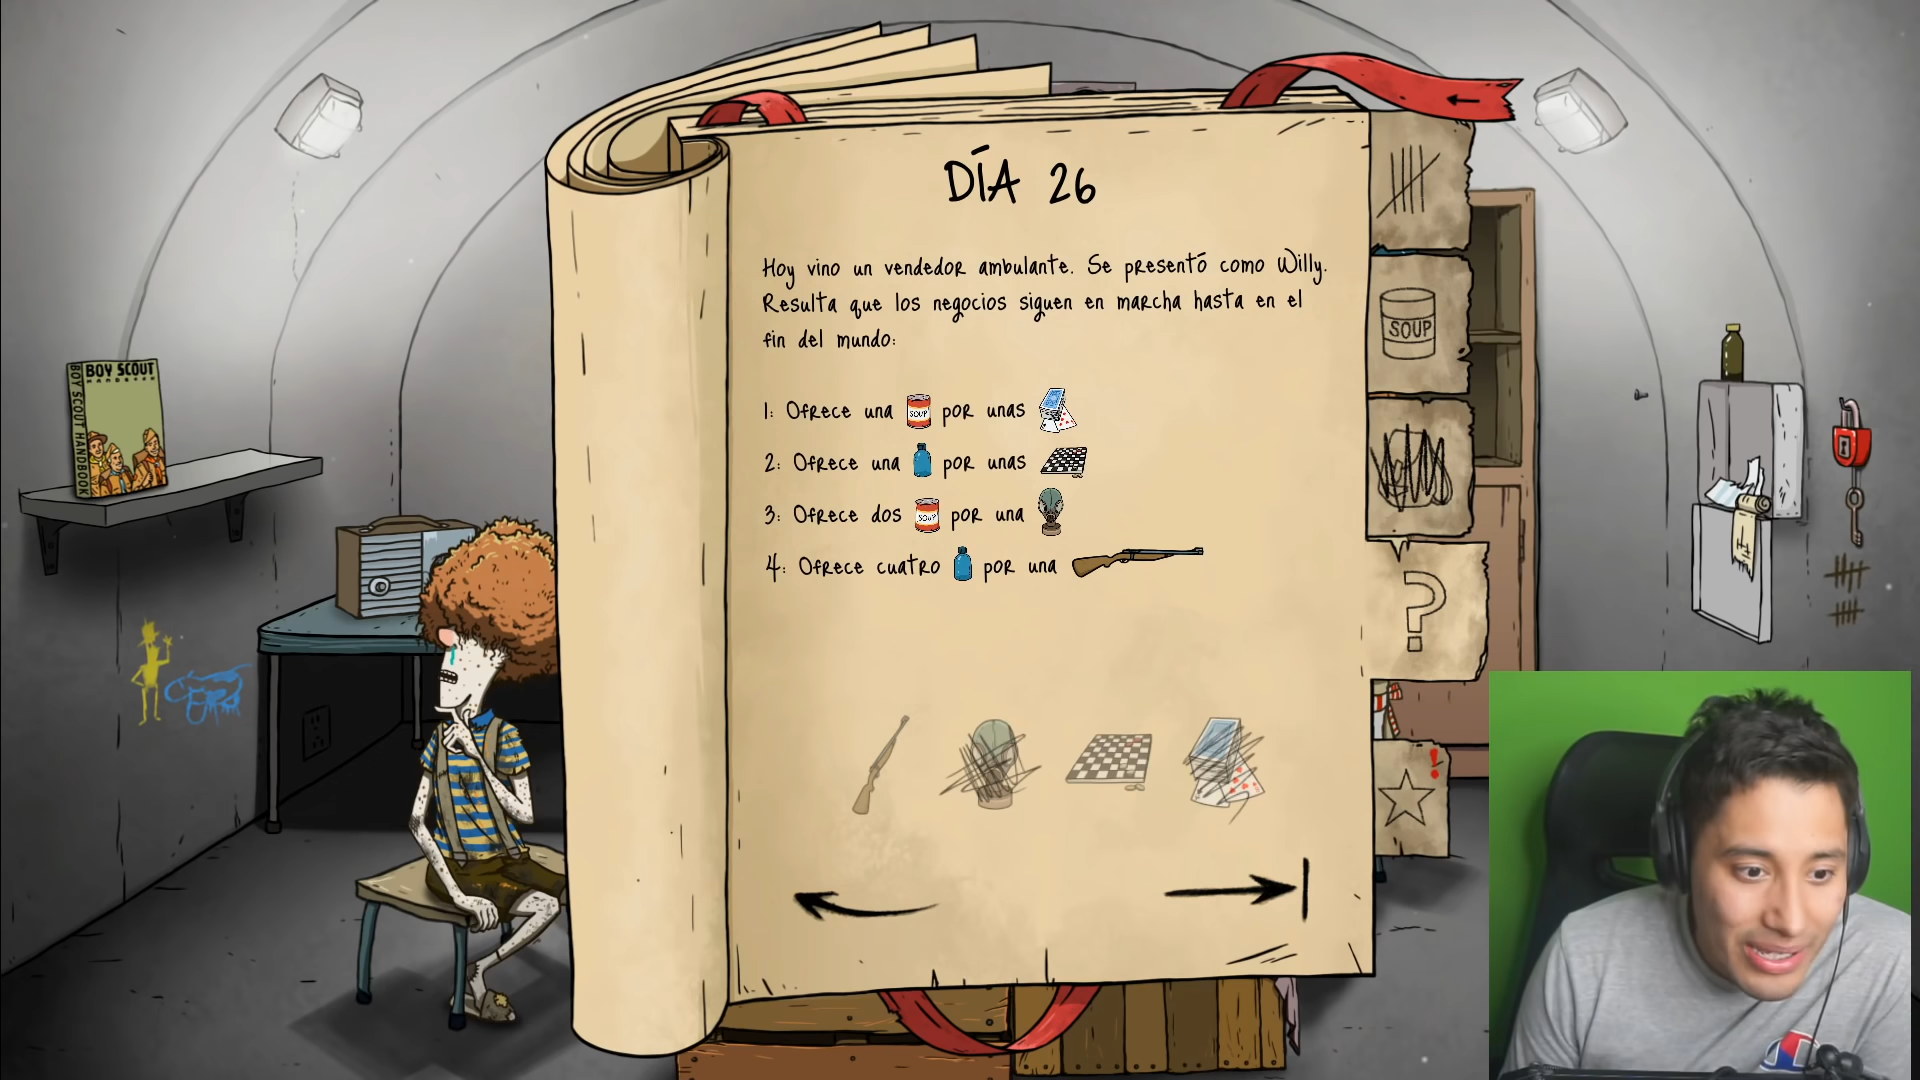 DÍA 26
Hoy vino un vendedor ambulante. Se presentó como Willy.
Resulta que los negocios siguen en marcha hasta en el
fin del mundo:
1: Ofrece una SOUP por unas
2: Ofrece una por unas
3: Ofrece dos SOUP por una
4: Ofrece cuatro por una
BOY SCOUT
HANDBOOK
BOY SCOUT HANDBOOK
SOUP
?
!